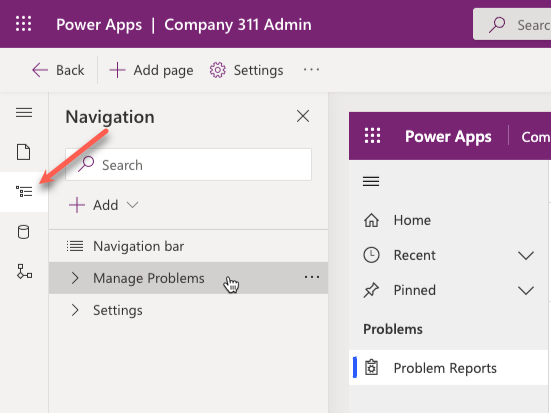 Power Apps | Company 311 Admin
Searc
Back
Add page
Settings
Navigation
Search
Add
Navigation bar
Manage Problems
Settings
Power Apps
Com
Home
Recent
Pinned
Problems
Problem Reports